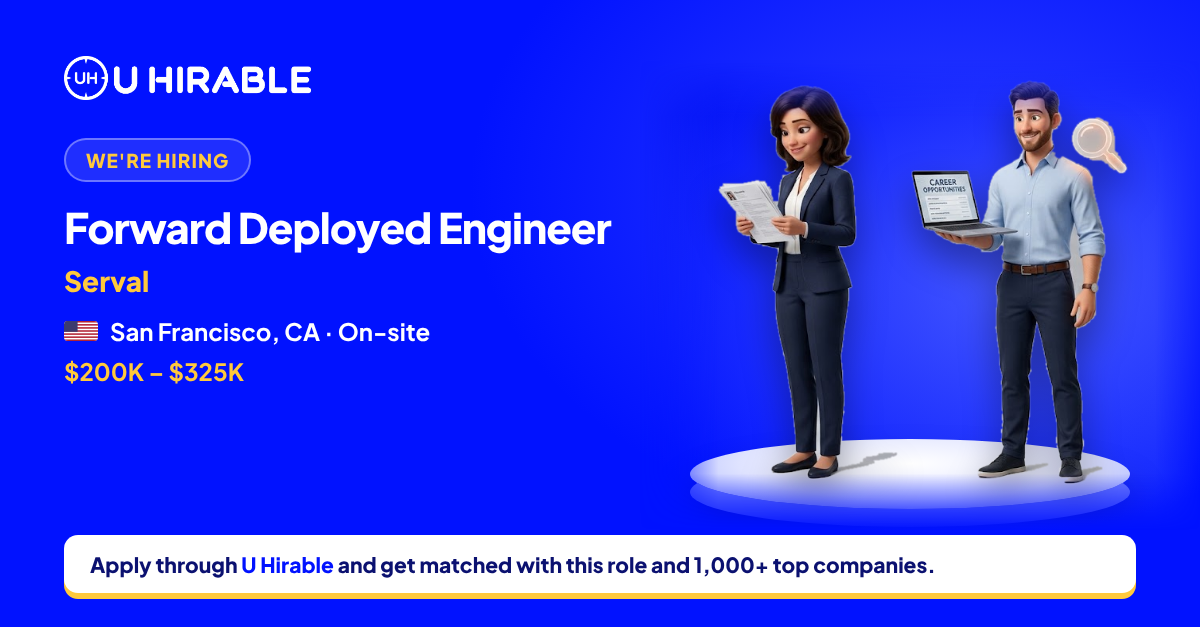 UH U HIRABLE
WE'RE HIRING
Forward Deployed Engineer
Serval
San Francisco, CA · On-site
$200K – $325K
CAREER
OPPORTUNITIES
Apply through U Hirable and get matched with this role and 1,000+ top companies.